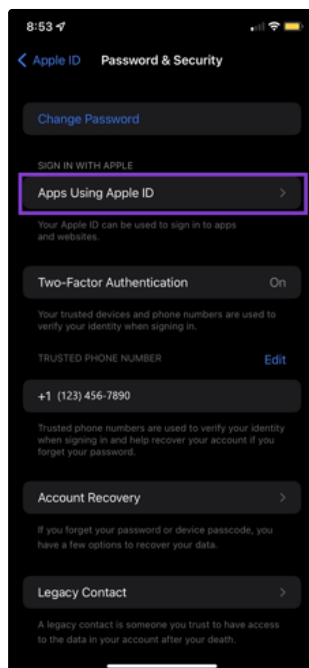 8:53
Apple ID Password & Security
Change Password
SIGN IN WITH APPLE
Apps Using Apple ID
Your Apple ID can be used to sign in to apps
and websites.
Two-Factor Authentication On
Your trusted devices and phone numbers are used to
verify your identity when signing in.
TRUSTED PHONE NUMBER Edit
+1 (123) 456-7890
Trusted phone numbers are used to verify your identity
when signing in and help recover your account if you
forget your password.
Account Recovery
If you forget your password or device passcode, you
have a few options to recover your data.
Legacy Contact
A legacy contact is someone you trust to have access
to the data in your account after your death.